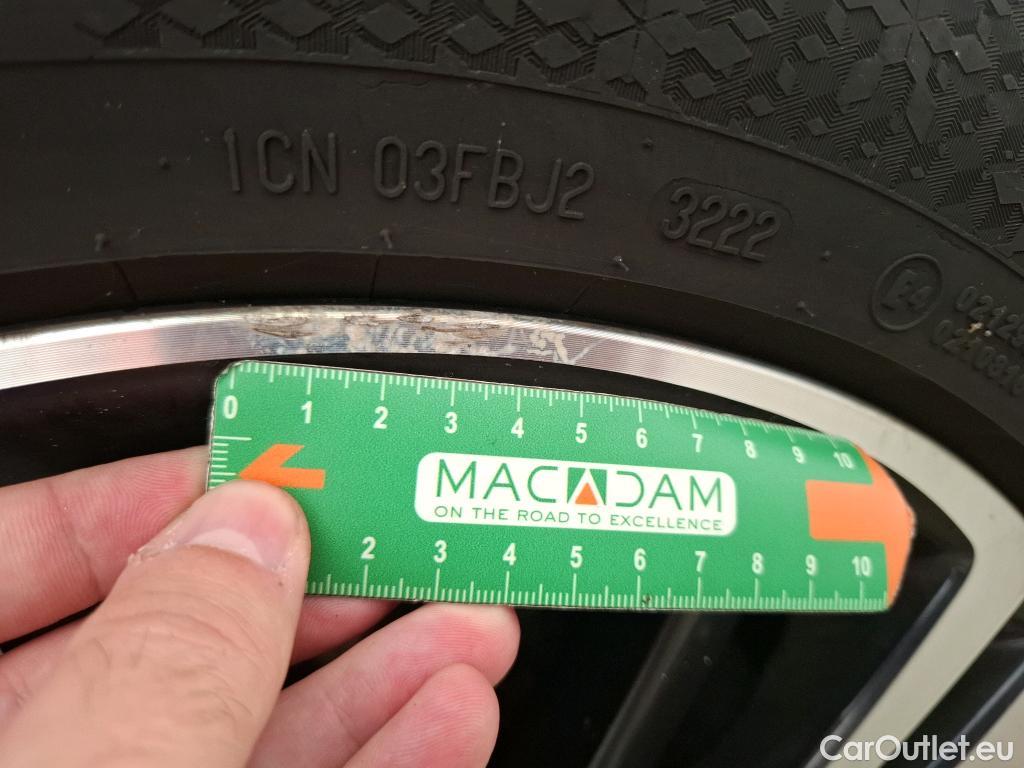 1CN 03FBJ2 3222
E4
0 1 2 3 4 5 6 7 8 9 10
MACADAM
ON THE ROAD TO EXCELLENCE
2 3 4 5 6 7 8 9 10
CarOutlet.eu